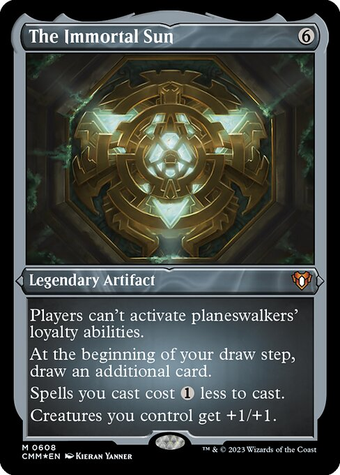 The Immortal Sun 6
Legendary Artifact
Players can't activate planeswalkers'
loyalty abilities.
At the beginning of your draw step,
draw an additional card.
Spells you cast cost 1 less to cast.
Creatures you control get +1/+1.
M 0608
CMM★EN KIERAN YANNER
™ & © 2023 Wizards of the Coast